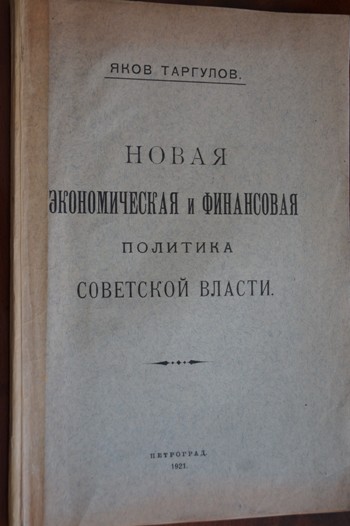 ЯКОВ ТАРГУЛОВ.
НОВАЯ
ЭКОНОМИЧЕСКАЯ и ФИНАНСОВАЯ
ПОЛИТИКА
СОВЕТСКОЙ ВЛАСТИ.
ПЕТРОГРАД.
1921.